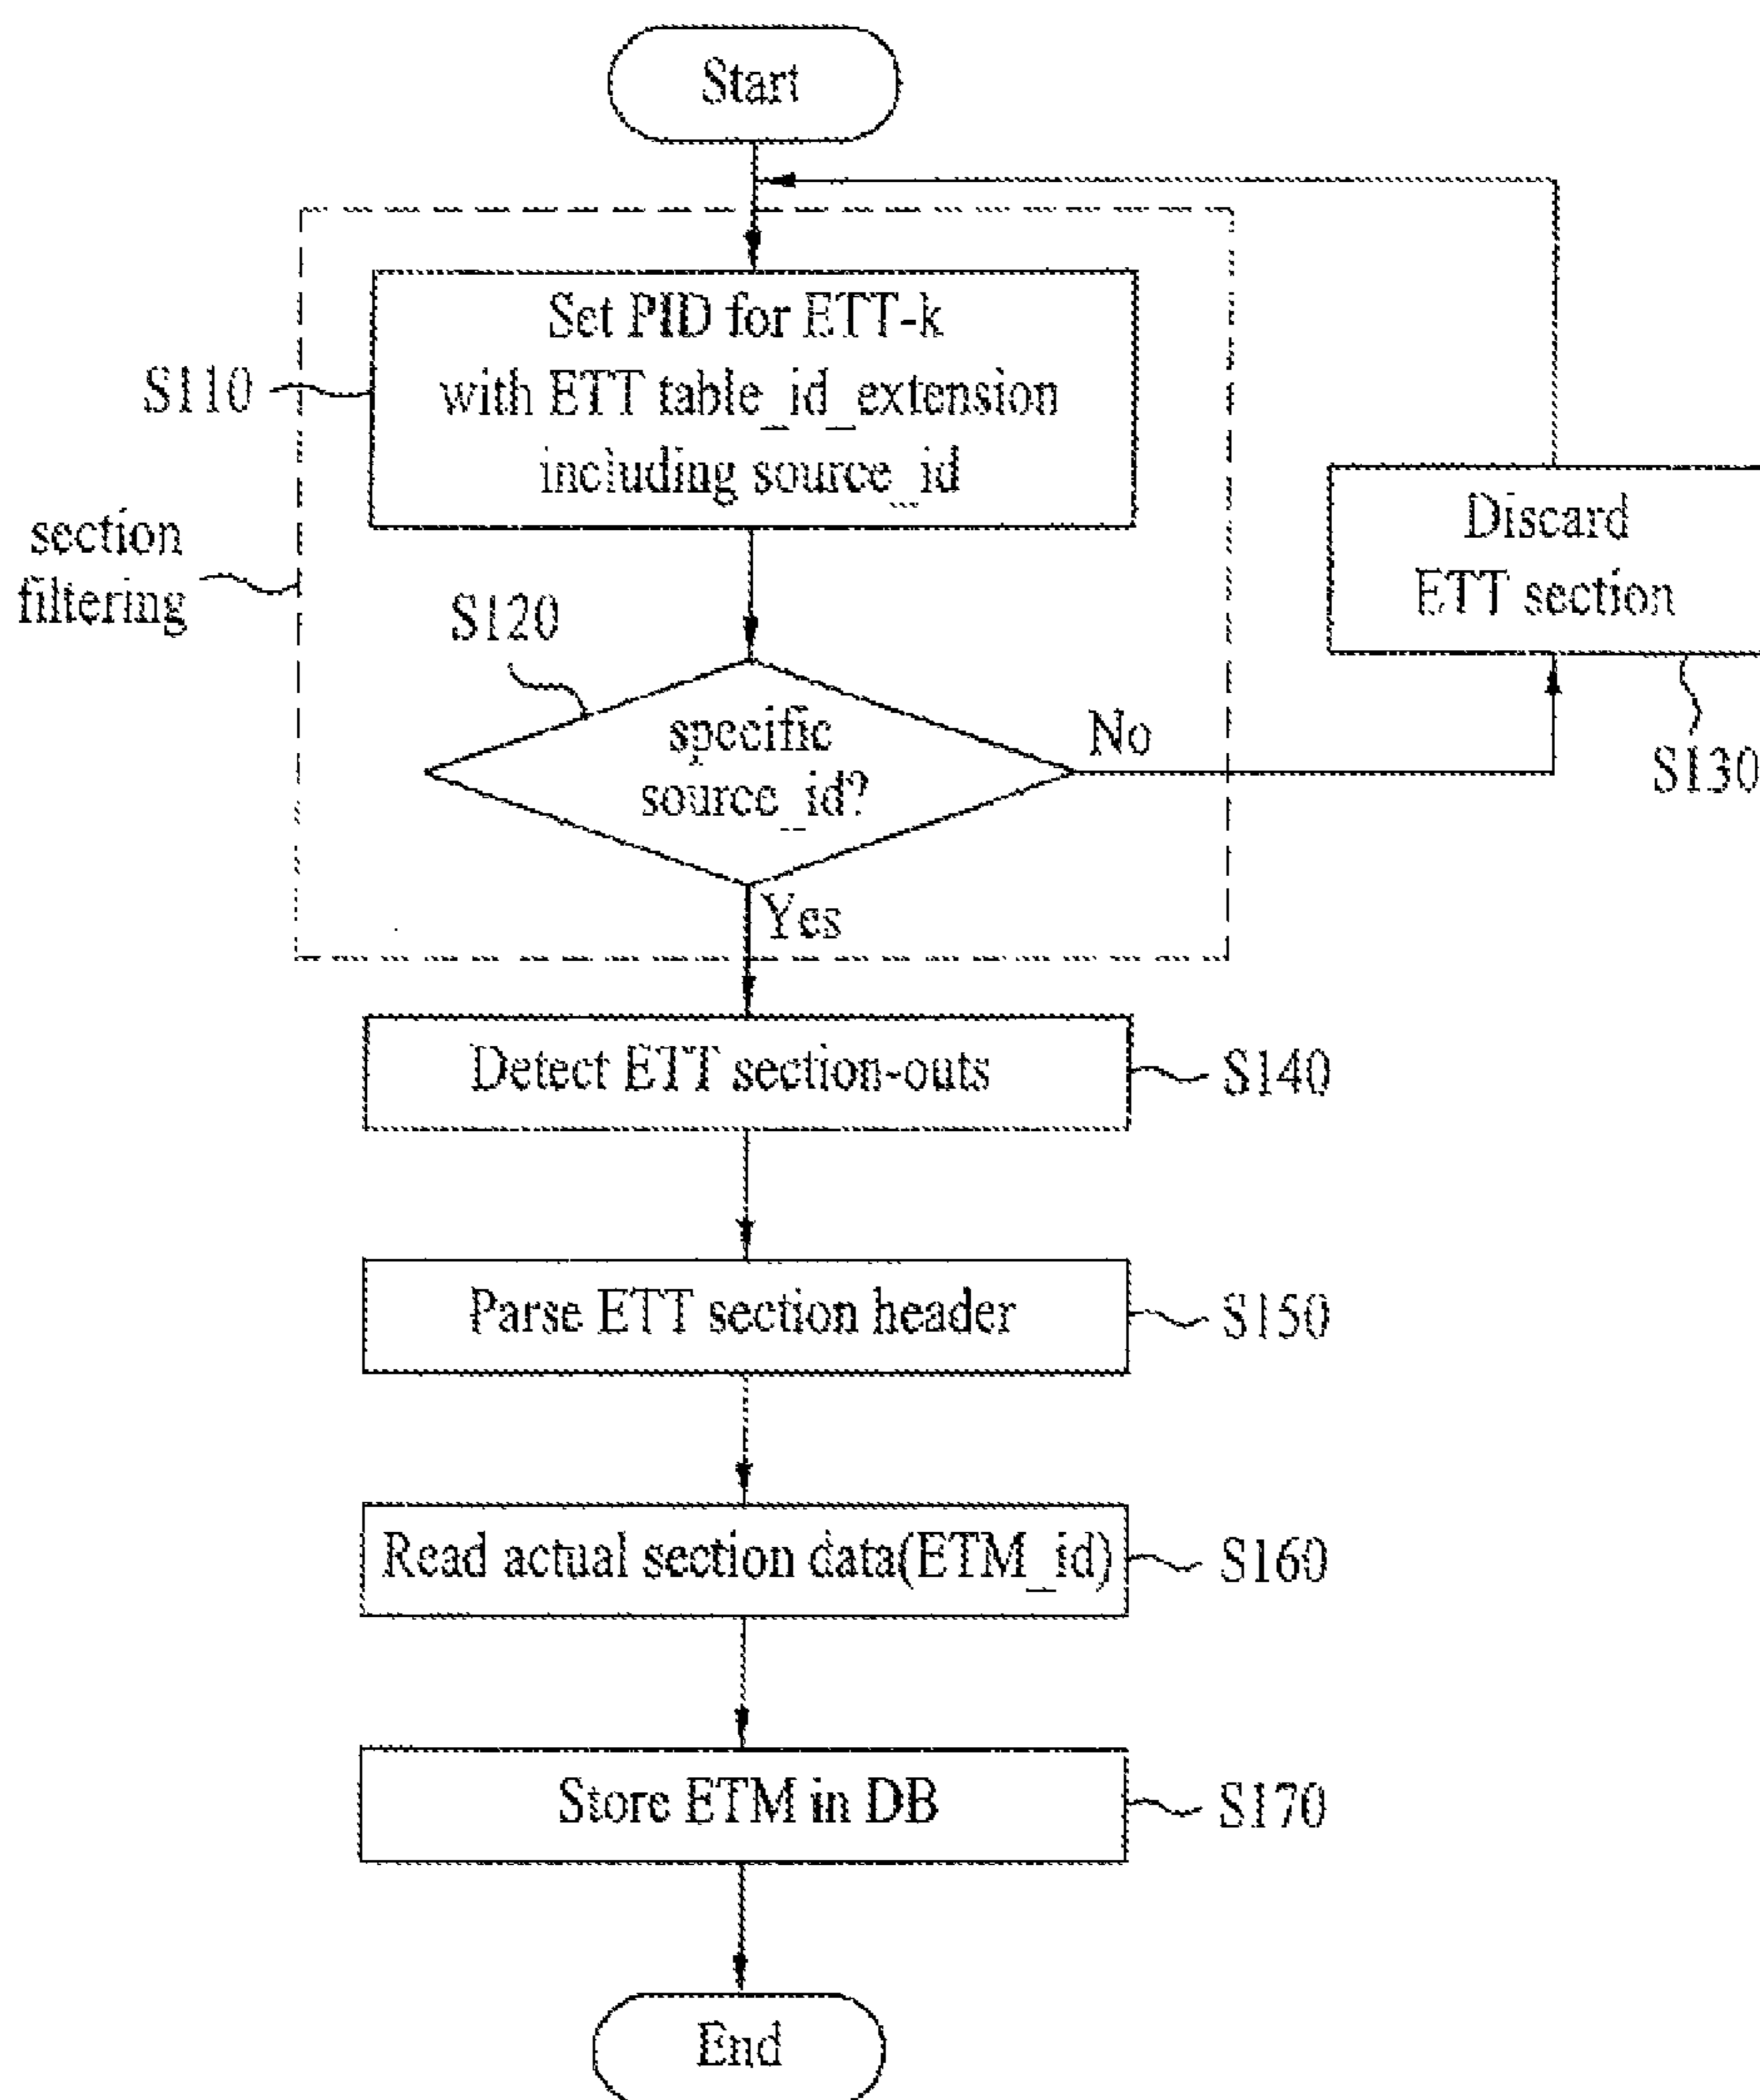 Start
Set PID for ETT-k
with ETT table_id_extension
including source_id
S110
section
filtering
Discard
ETT section
S130
S120
specific
source_id?
No
Yes
Detect ETT section-outs
S140
Parse ETT section header
S150
Read actual section data(ETM_id)
S160
Store ETM in DB
S170
End